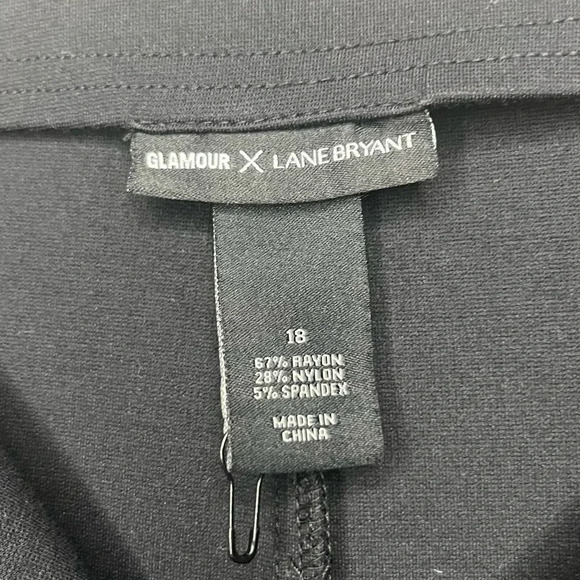 GLAMOUR X LANE BRYANT
18
67% RAYON
28% NYLON
5% SPANDEX
MADE IN
CHINA